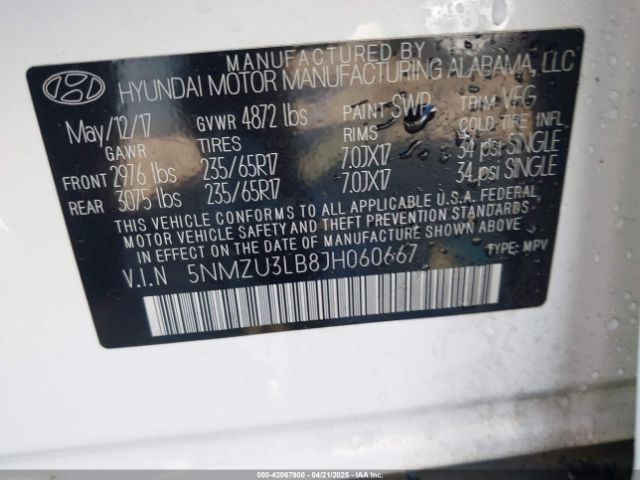 MANUFACTURED BY
HYUNDAI MOTOR MANUFACTURING ALABAMA, LLC
May/12/17 GVWR 4872 lbs PAINT SWP TRIM VFG
GAWR TIRES RIMS COLD TIRE INFL.
FRONT 2976 lbs 235/65R17 7.0JX17 34 psi SINGLE
REAR 3075 lbs 235/65R17 7.0JX17 34 psi SINGLE
THIS VEHICLE CONFORMS TO ALL APPLICABLE U.S.A. FEDERAL
MOTOR VEHICLE SAFETY AND THEFT PREVENTION STANDARDS
IN EFFECT ON THE DATE OF MANUFACTURE SHOWN ABOVE.
V.I.N 5NMZU3LB8JH060667 TYPE: MPV
000-42067900 04/21/2025 IAAI.COM